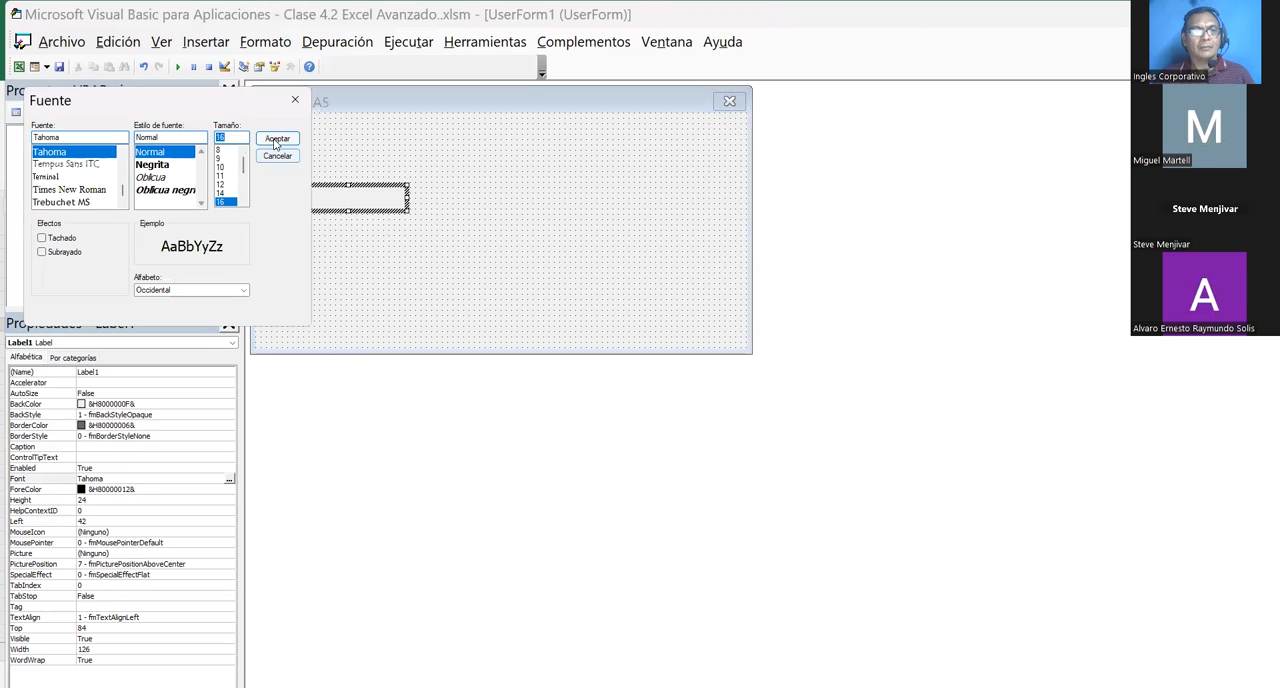 Microsoft Visual Basic para Aplicaciones - Clase 4.2 Excel Avanzado..xlsm - [UserForm1 (UserForm)]
Archivo Edición Ver Insertar Formato Depuración Ejecutar Herramientas Complementos Ventana Ayuda
Fuente
A5
Fuente: Estilo de fuente: Tamaño:
Tahoma Normal 16 Aceptar
Tahoma Normal 8
Tempus Sans ITC Negrita 9 Cancelar
Terminal Oblicua 10
Times New Roman Oblicua negri 11
Trebuchet MS 12
14
16
Efectos Ejemplo
Tachado
Subrayado
AaBbYyZz
Alfabeto:
Occidental
Label1 Label
Alfabética Por categorías
(Name) Label1
Accelerator
AutoSize False
BackColor &H8000000F&
BackStyle 1 - fmBackStyleOpaque
BorderColor &H80000006&
BorderStyle 0 - fmBorderStyleNone
Caption
ControlTipText
Enabled True
Font Tahoma ...
ForeColor &H80000012&
Height 24
HelpContextID 0
Left 42
MouseIcon (Ninguno)
MousePointer 0 - fmMousePointerDefault
Picture (Ninguno)
PicturePosition 7 - fmPicturePositionAboveCenter
SpecialEffect 0 - fmSpecialEffectFlat
TabIndex 0
TabStop False
Tag
TextAlign 1 - fmTextAlignLeft
Top 84
Visible True
Width 126
WordWrap True
Ingles Corporativo
M
Miguel Martell
Steve Menjivar
Steve Menjivar
A
Alvaro Ernesto Raymundo Solis